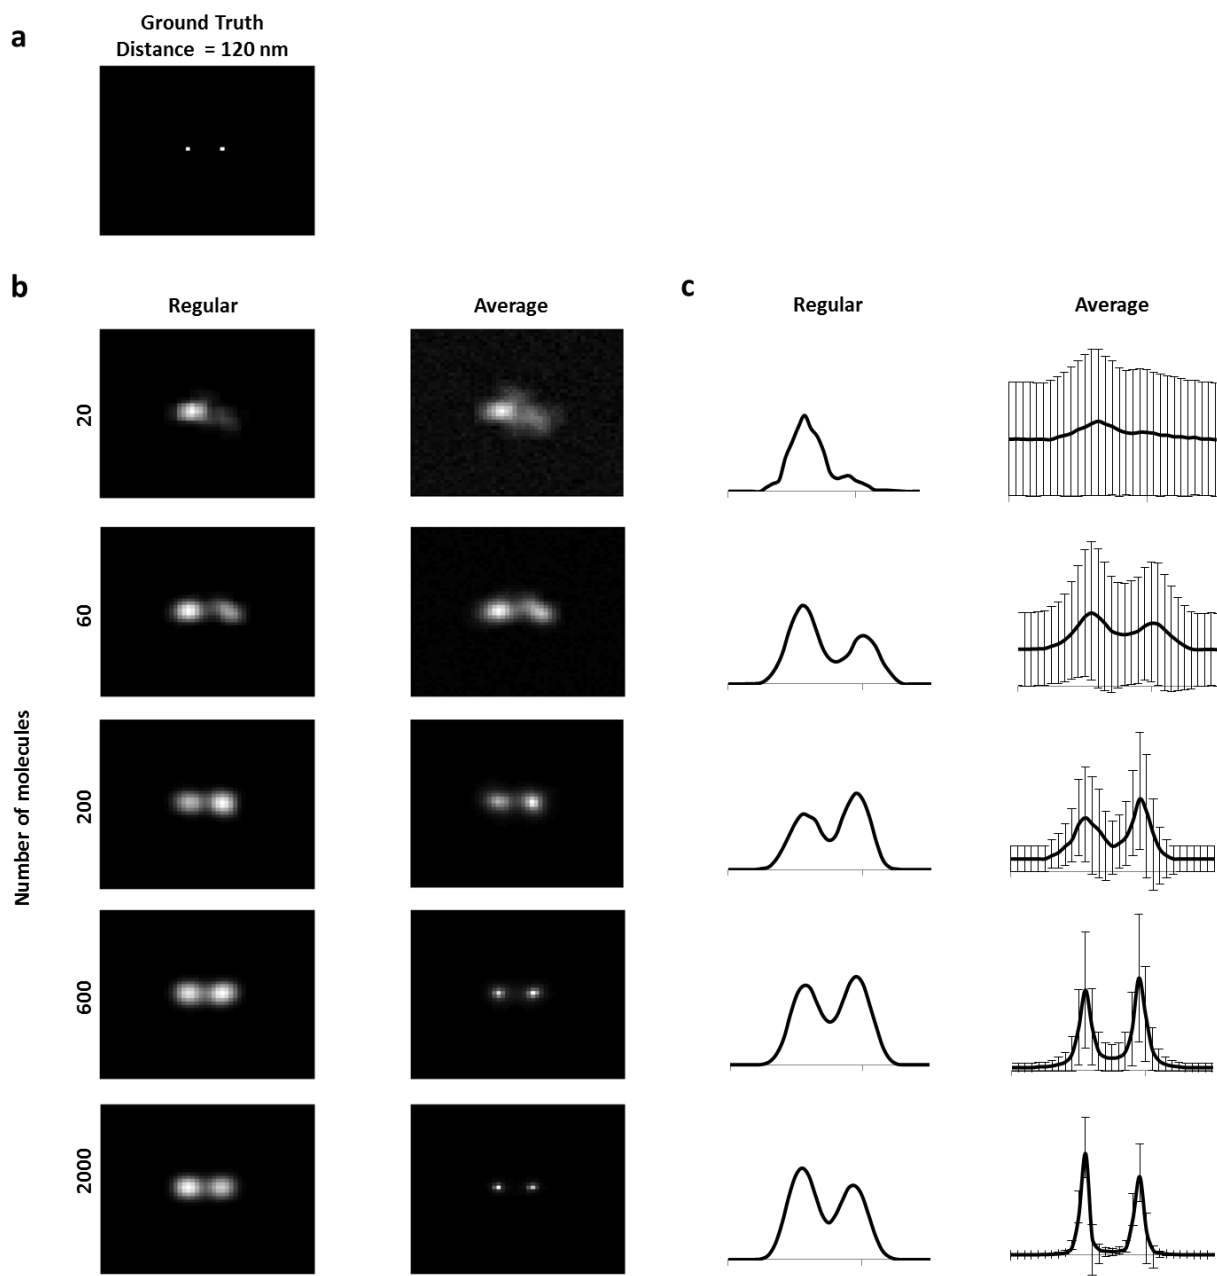 a
Ground Truth
Distance = 120 nm
b
Regular
Average
c
Regular
Average
Number of molecules
20
60
200
600
2000